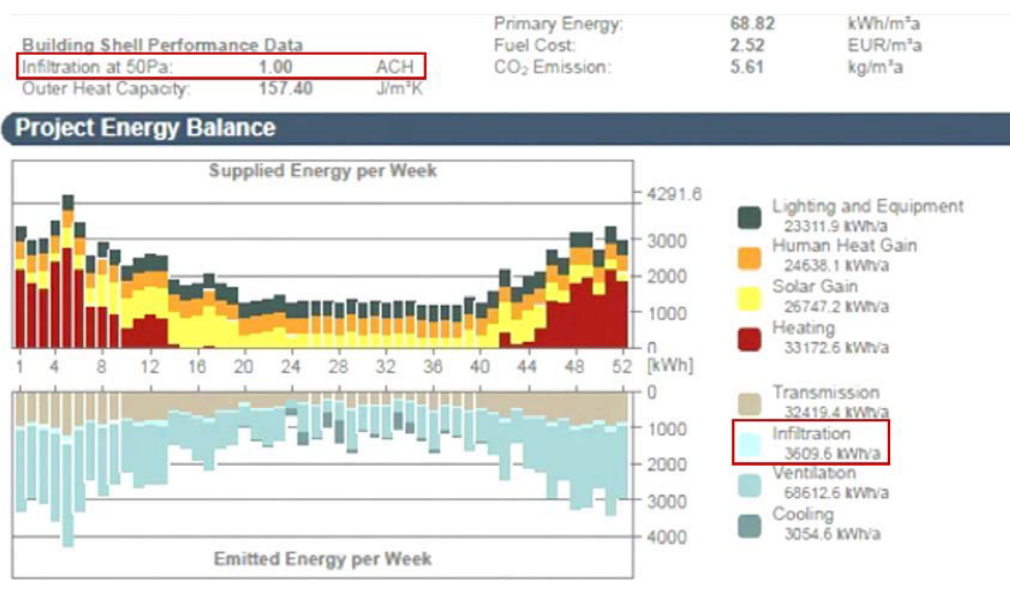 Primary Energy: 68.82 kWh/m²a
Building Shell Performance Data
Fuel Cost: 2.52 EUR/m²a
Infiltration at 50Pa: 1.00 ACH
CO₂ Emission: 5.61 kg/m²a
Outer Heat Capacity: 157.40 J/m²K
Project Energy Balance
Supplied Energy per Week
4291.6
3000
2000
1000
0
1 4 8 12 16 20 24 28 32 36 40 44 48 52 [kWh]
Lighting and Equipment
23311.9 kWh/a
Human Heat Gain
24638.1 kWh/a
Solar Gain
26747.2 kWh/a
Heating
33172.6 kWh/a
0
1000
2000
3000
4000
Emitted Energy per Week
Transmission
32419.4 kWh/a
Infiltration
3609.6 kWh/a
Ventilation
68612.6 kWh/a
Cooling
3054.6 kWh/a